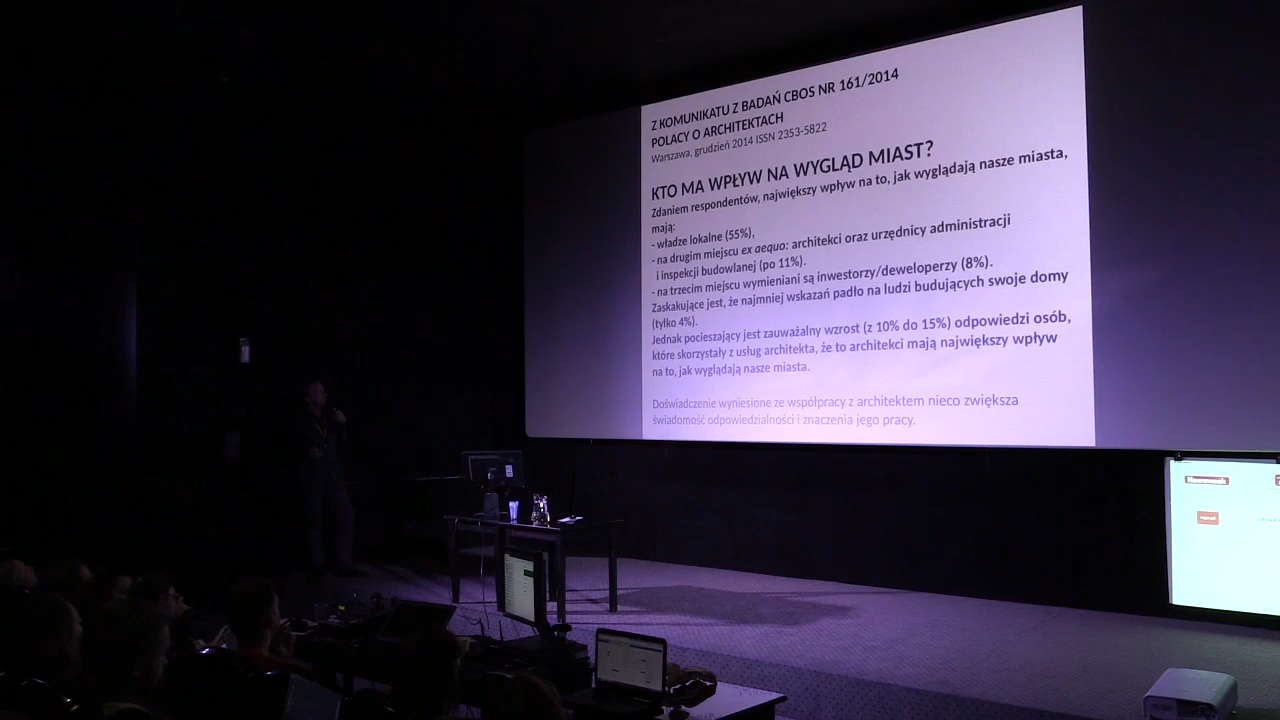 Z KOMUNIKATU Z BADAŃ CBOS NR 161/2014
POLACY O ARCHITEKTACH
Warszawa, grudzień 2014 ISSN 2353-5822
KTO MA WPŁYW NA WYGLĄD MIAST?
Zdaniem respondentów, największy wpływ na to, jak wyglądają nasze miasta,
mają:
- władze lokalne (55%),
- na drugim miejscu ex aequo: architekci oraz urzędnicy administracji
i inspekcji budowlanej (po 11%).
- na trzecim miejscu wymieniani są inwestorzy/deweloperzy (8%).
Zaskakujące jest, że najmniej wskazań padło na ludzi budujących swoje domy
(tylko 4%).
Jednak pocieszający jest zauważalny wzrost (z 10% do 15%) odpowiedzi osób,
które skorzystały z usług architekta, że to architekci mają największy wpływ
na to, jak wyglądają nasze miasta.
Doświadczenie wyniesione ze współpracy z architektem nieco zwiększa
świadomość odpowiedzialności i znaczenia jego pracy.